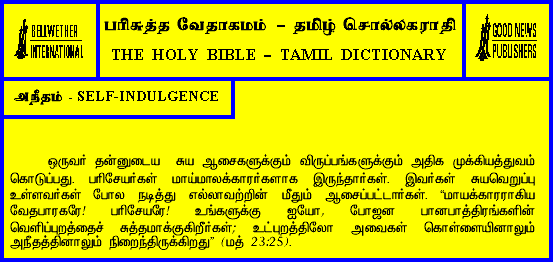 BELLWETHER
INTERNATIONAL
பரிசுத்த வேதாகமம் – தமிழ் சொல்லகராதி
THE HOLY BIBLE – TAMIL DICTIONARY
GOOD NEWS
PUBLISHERS
அநீதம் - SELF-INDULGENCE
ஒருவர் தன்னுடைய சுய ஆசைகளுக்கும் விருப்பங்களுக்கும் அதிக முக்கியத்துவம்
கொடுப்பது. பரிசேயர்கள் மாய்மாலக்காரர்களாக இருந்தார்கள். இவர்கள் சுயவெறுப்பு
உள்ளவர்கள் போல நடித்து எல்லாவற்றின் மீதும் ஆசைப்பட்டார்கள். “மாயக்காரராகிய
வேதபாரகரே! பரிசேயரே! உங்களுக்கு ஐயோ, போஜன பானபாத்திரங்களின்
வெளிப்புறத்தைச் சுத்தமாக்குகிறீர்கள்; உட்புறத்திலோ அவைகள் கொள்ளையினாலும்
அநீதத்தினாலும் நிறைந்திருக்கிறது” (மத் 23:25).